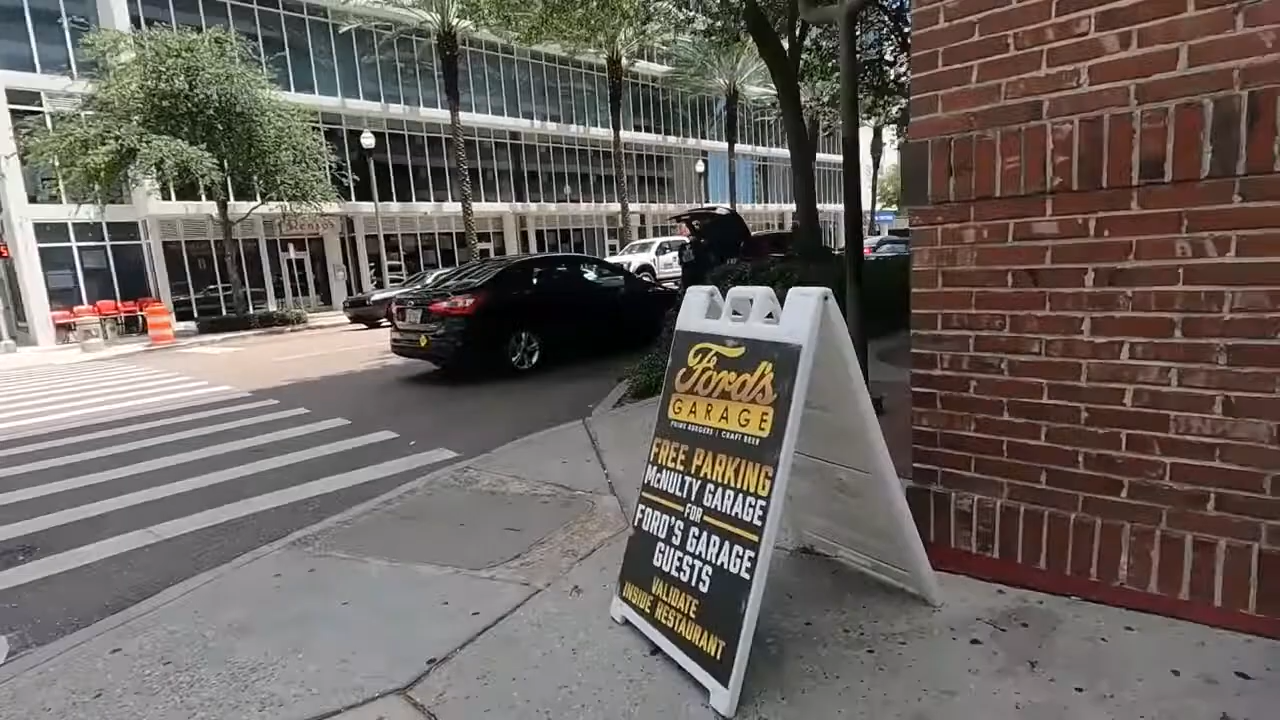 Ford's
GARAGE
PRIME BURGERS | CRAFT BEER
FREE PARKING
McNULTY GARAGE
FOR
FORD'S GARAGE
GUESTS
VALIDATE
INSIDE RESTAURANT